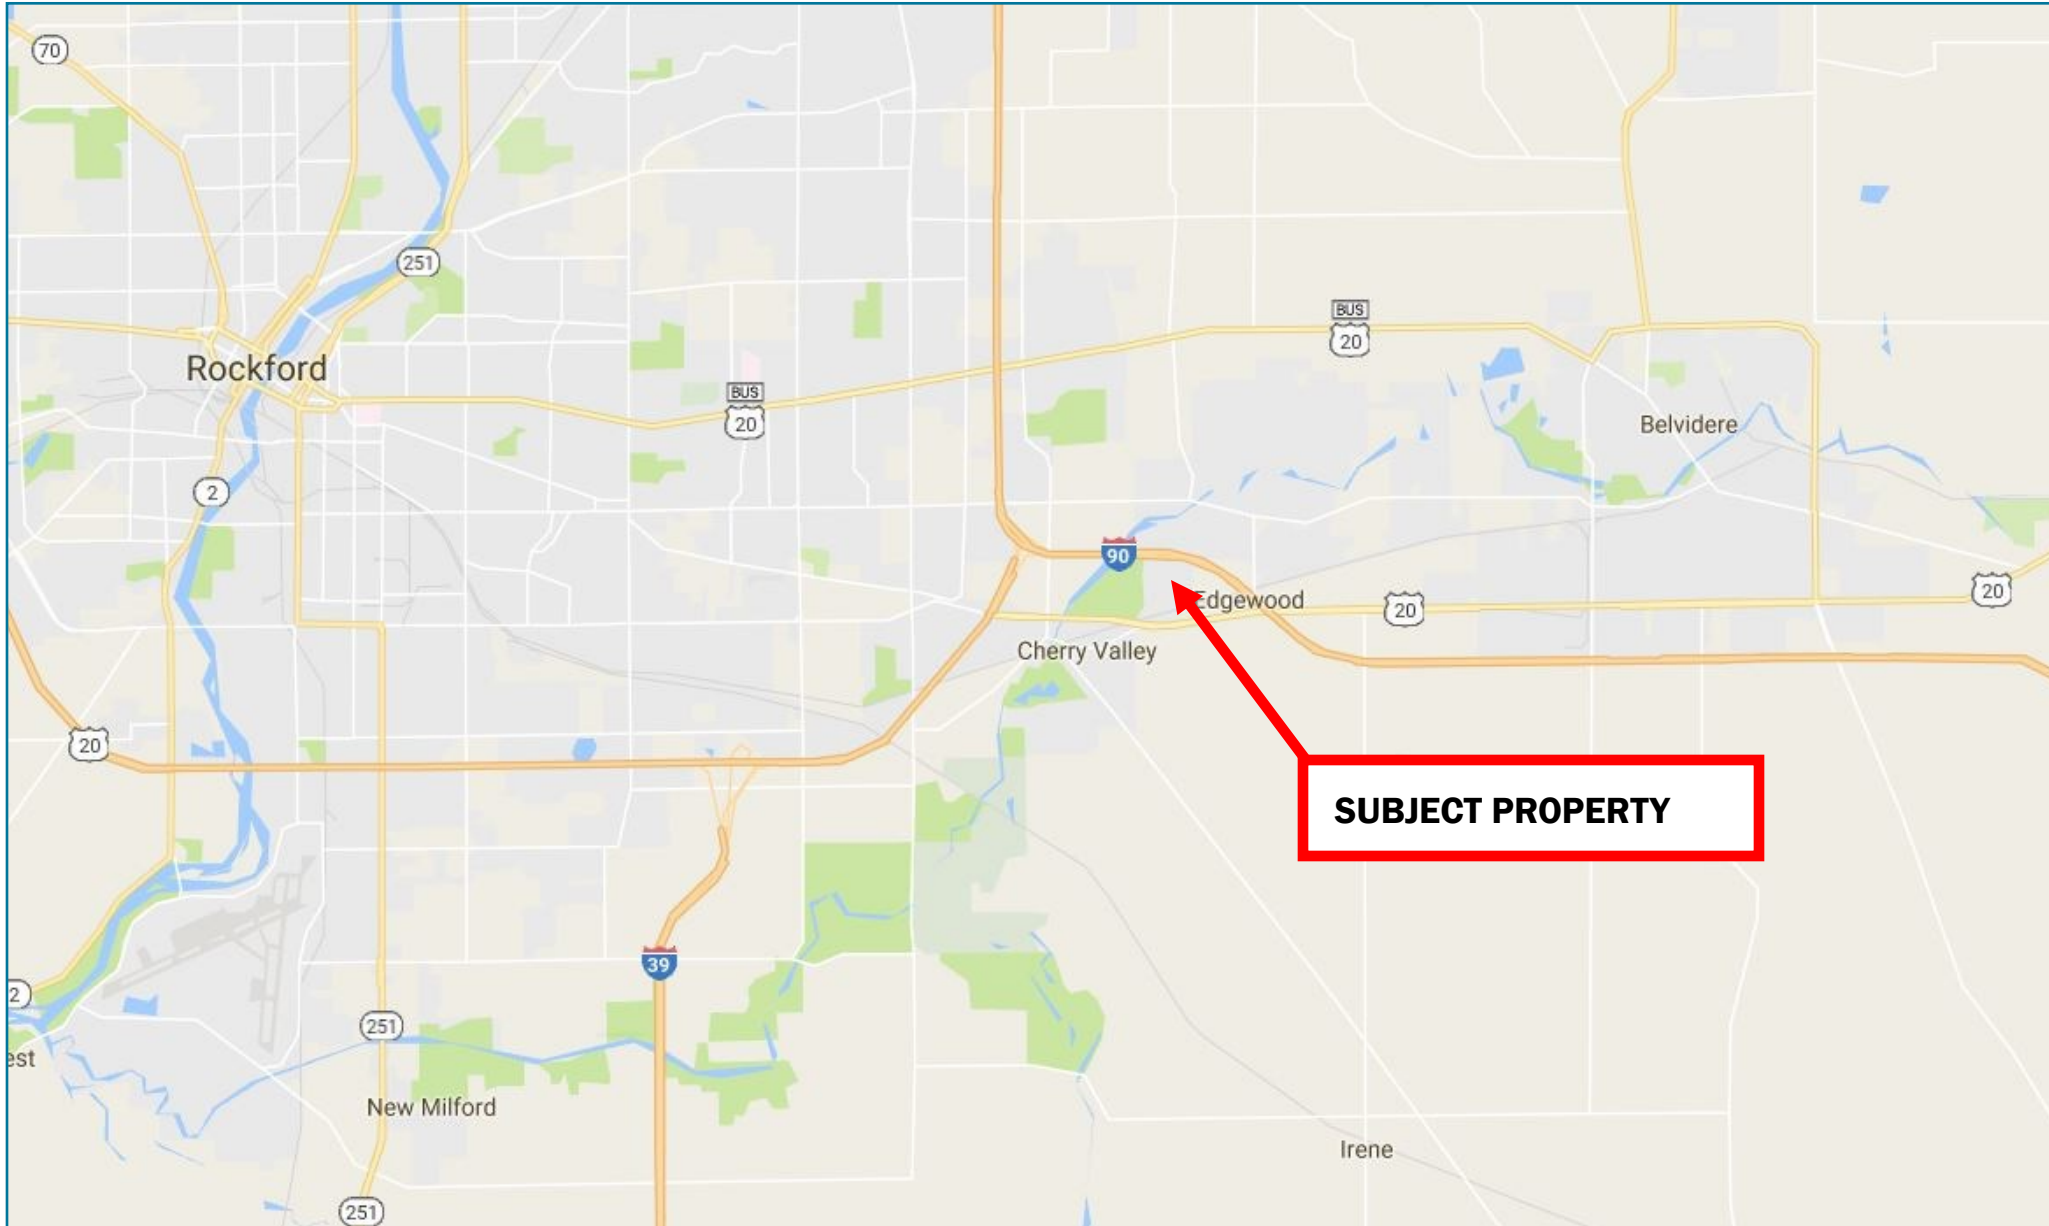 70
251
BUS
20
Rockford
BUS
20
Belvidere
2
90
Edgewood
20
20
Cherry Valley
20
SUBJECT PROPERTY
39
2
251
est
New Milford
Irene
251